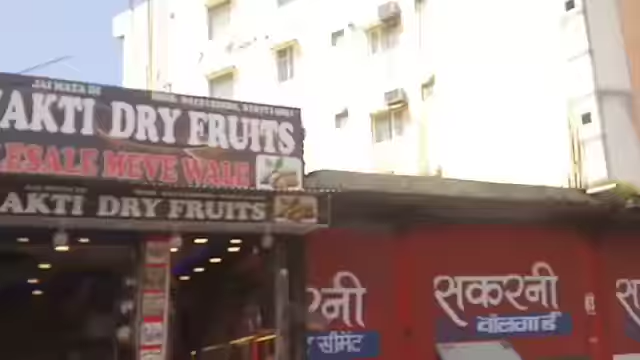 JAI MATA DI
AKTI DRY FRUITS
ESALE MEVE WALE
AKTI DRY FRUITS
रनी
सीमेंट
सकरनी
वॉलगार्ड
स